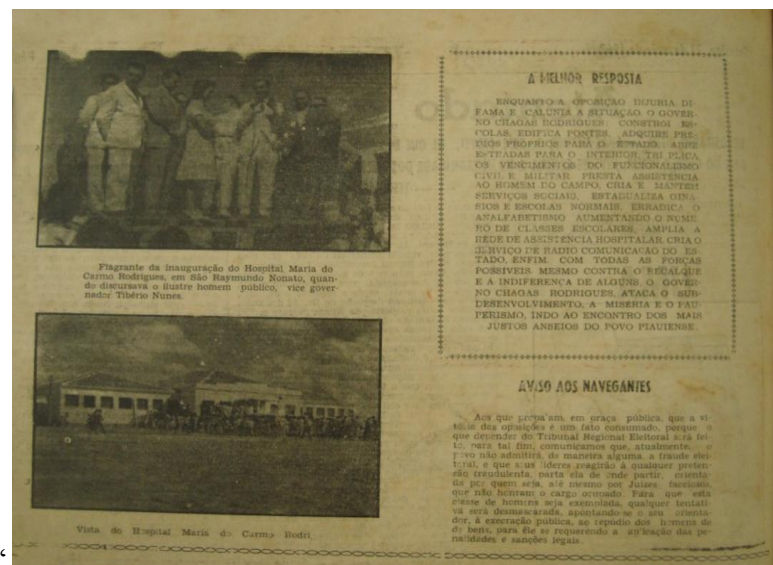 Flagrante da inauguração do Hospital Maria do
Carmo Rodrigues, em São Raymundo Nonato, quan-
do discursava o ilustre homem público, vice gover-
nador Tibério Nunes.
Vista do Hospital Maria do Carmo Rodri
A MELHOR RESPOSTA
ENQUANTO A OPOSIÇÃO INJURIA DI-
FAMA E CALUNIA A SITUAÇÃO, O GOVER-
NO CHAGAS RODRIGUES CONSTROI ES-
COLAS, EDIFICA PONTES, ADQUIRE PRE-
DIOS PRÓPRIOS PARA O ESTADO, ABRE
ESTRADAS PARA O INTERIOR, TRIPLICA
OS VENCIMENTOS DO FUNCIONALISMO
CIVIL E MILITAR PRESTA ASSISTENCIA
AO HOMEM DO CAMPO, CRIA E MANTEM
SERVIÇOS SOCIAIS, ESTADUALIZA GINA-
SIOS E ESCOLAS NORMAIS, ERRADICA O
ANALFABETISMO AUMENTANDO O NUME-
RO DE CLASSES ESCOLARES, AMPLIA A
REDE DE ASSISTENCIA HOSPITALAR, CRIA O
SERVIÇO DE RADIO COMUNICAÇÃO DO ES-
TADO, ENFIM, COM TODAS AS FORÇAS
POSSIVEIS, MESMO CONTRA O RECALQUE
E A INDIFERENÇA DE ALGUNS, O GOVER-
NO CHAGAS RODRIGUES, ATACA O SUB-
DESENVOLVIMENTO, A MISERIA E O PAU-
PERISMO, INDO AO ENCONTRO DOS MAIS
JUSTOS ANSEIOS DO POVO PIAUIENSE.
AVISO AOS NAVEGANTES
Aos que propalam, em praça pública, que a vi-
tória das oposições é um fato consumado, porque o
que depender do Tribunal Regional Eleitoral será fei-
to, para tal fim, comunicamos que, atualmente, o
povo não admitirá, de maneira alguma, a fraude elei-
toral, e que seus líderes reagirão à qualquer preten-
são fraudulenta, parta ela de onde partir, orienta-
da por quem seja, até mesmo por Juizes facciosos,
que não honram o cargo ocupado. Para que esta
classe de homens seja exemplada, qualquer tentati-
va será desmascarada, apontando-se o seu orienta-
dor, à execração pública, ao repúdio dos homens de
de bens, para êle se requerendo a aplicação das pe-
nalidades e sanções legais.